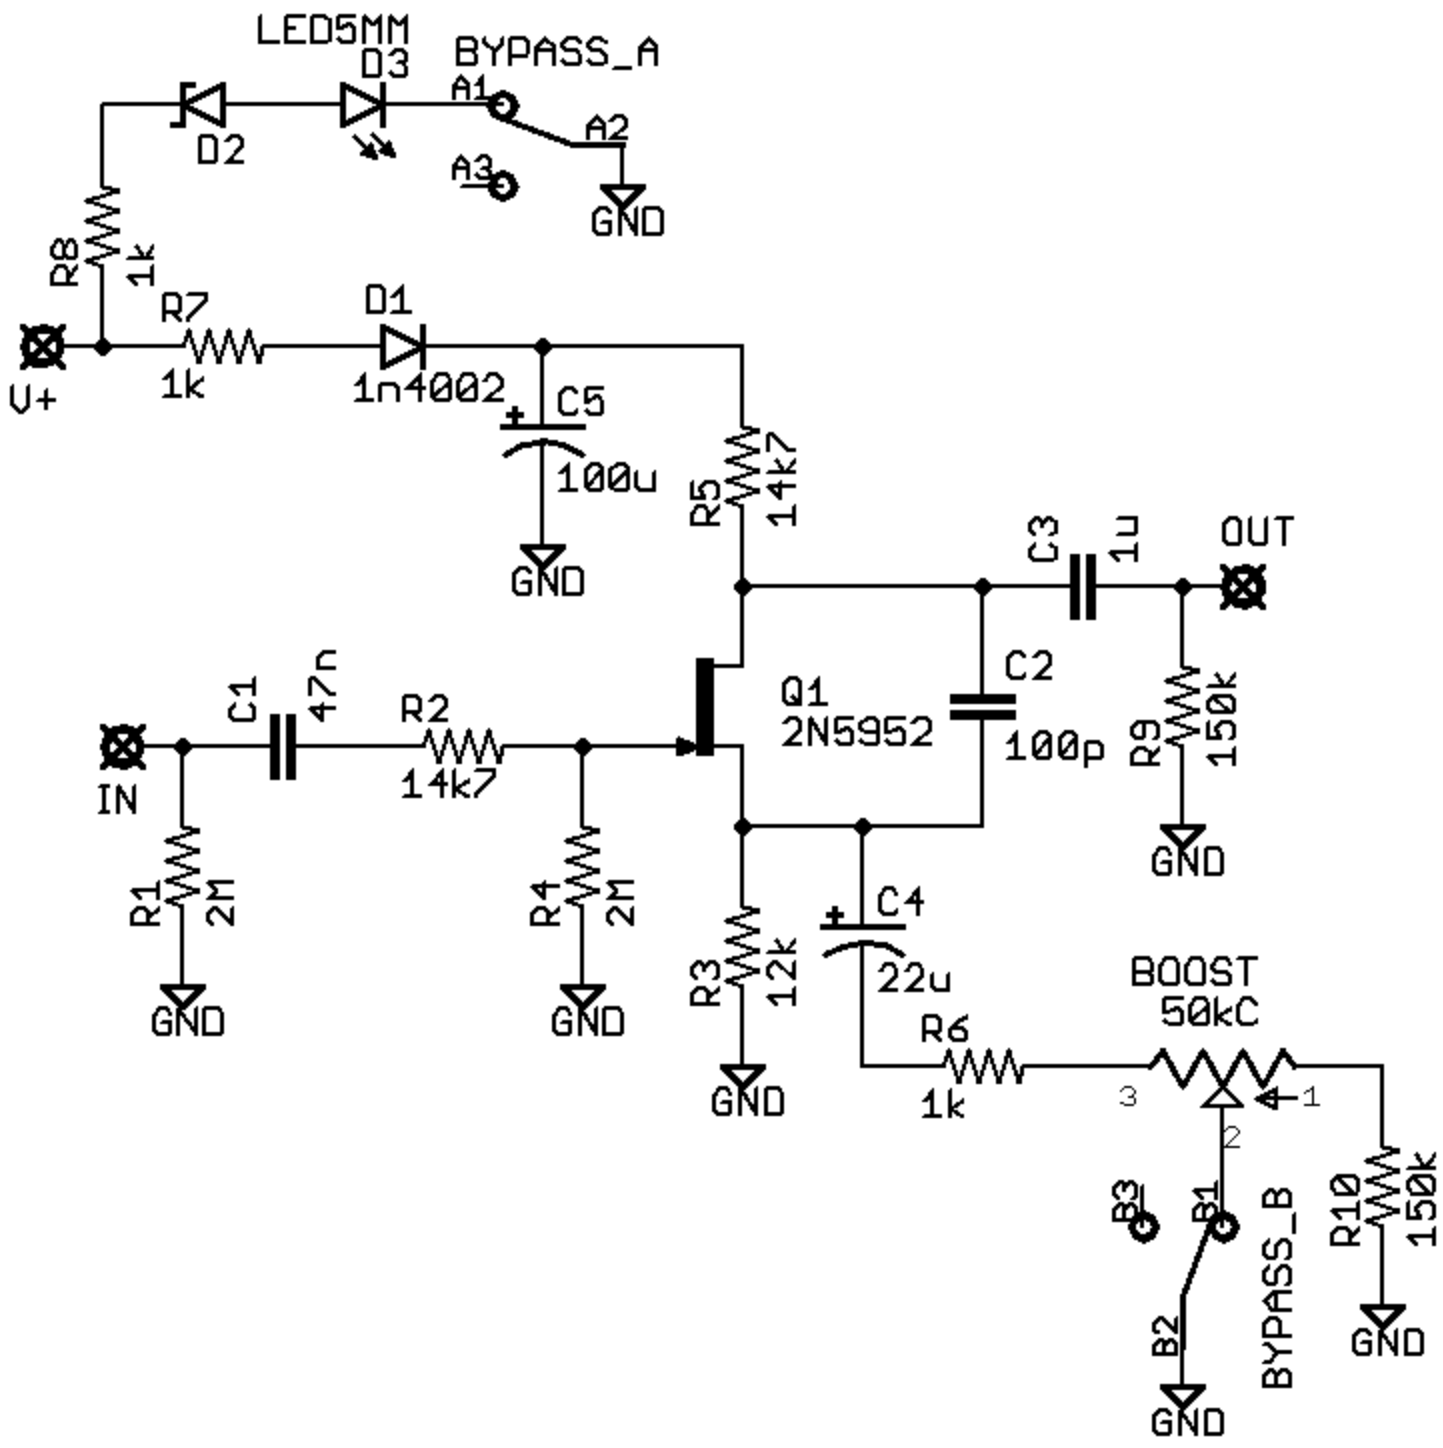 LED5MM
D3
BYPASS_A
A1
A2
D2
A3
GND
R8
1k
R7
1k
D1
1n4002
V+
C5
100u
GND
R5
14k7
C3
1u
OUT
C1
47n
R2
14k7
Q1
2N5952
C2
100p
R9
150k
GND
IN
R1
2M
GND
R4
2M
GND
R3
12k
GND
C4
22u
BOOST
50kC
R6
1k
3
1
2
B3
B1
B2
BYPASS_B
GND
R10
150k
GND